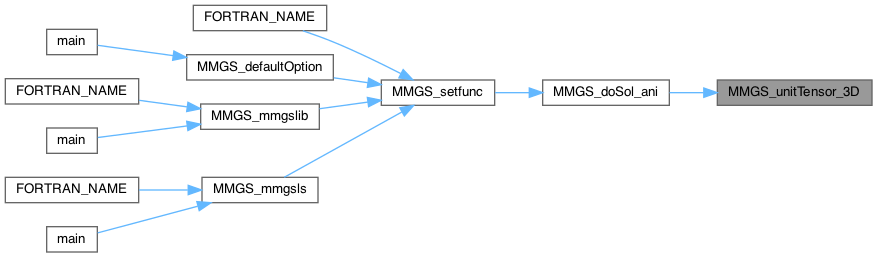 FORTRAN_NAME
main
MMGS_defaultOption
FORTRAN_NAME
MMGS_setfunc
MMGS_doSol_ani
MMGS_unitTensor_3D
MMGS_mmgslib
main
FORTRAN_NAME
MMGS_mmgsls
main